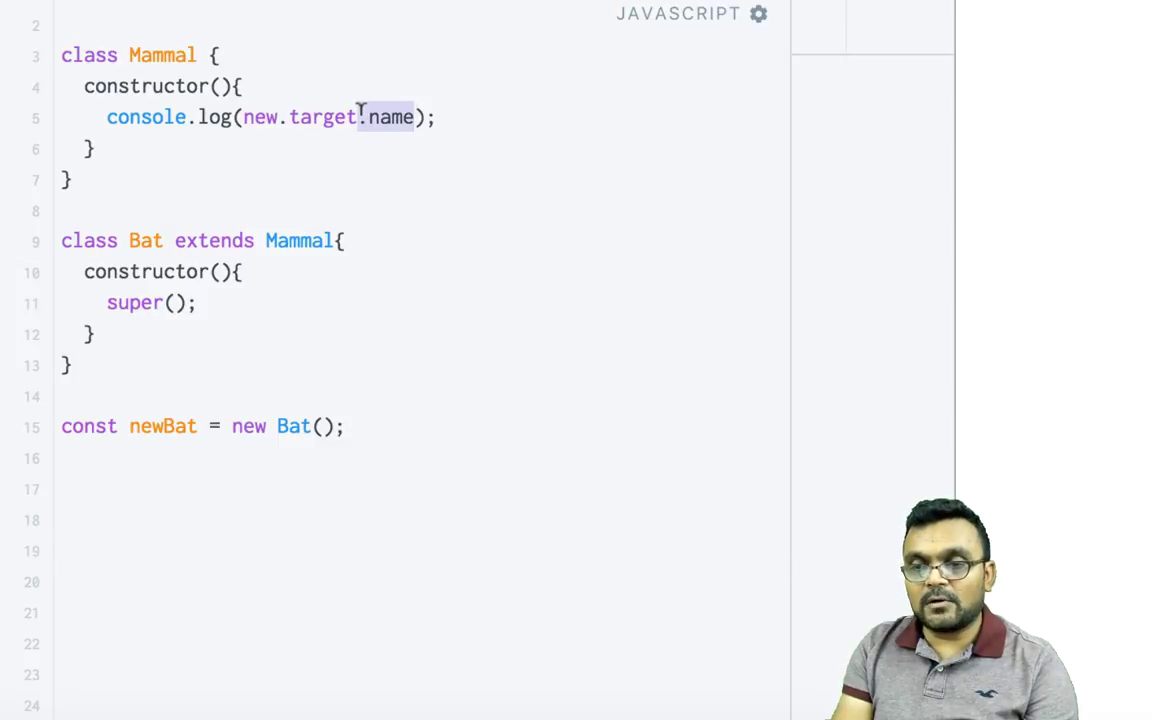 JAVASCRIPT
2
3 class Mammal {
4 constructor(){
5 console.log(new.target.name);
6 }
7 }
8
9 class Bat extends Mammal{
10 constructor(){
11 super();
12 }
13 }
14
15 const newBat = new Bat();
16
17
18
19
20
21
22
23
24